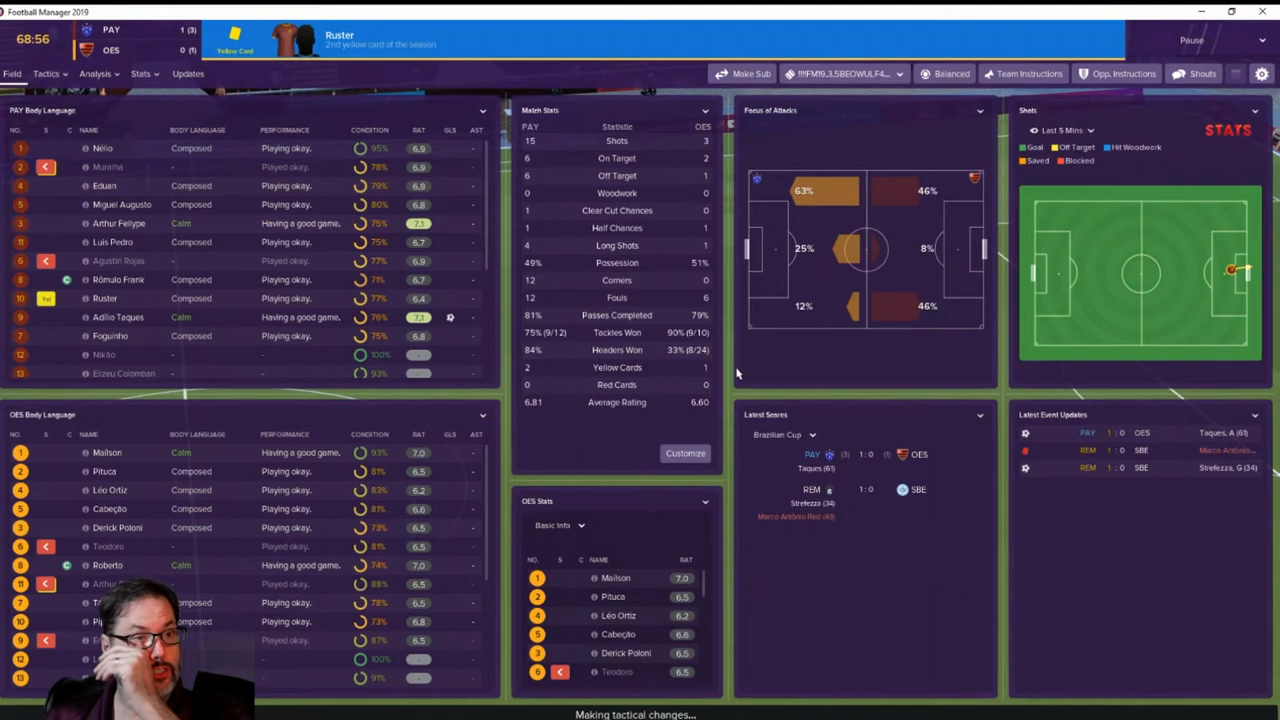 Football Manager 2019
68:56
PAY 1 (3)
OES 0 (1)
Yellow Card
Ruster
2nd yellow card of the season
Pause
Field Tactics Analysis Stats Updates
Make Sub !!!!FM19.3.5BEOWULF4... Balanced Team Instructions Opp. Instructions Shouts
PAY Body Language
NO. S C NAME BODY LANGUAGE PERFORMANCE CONDITION RAT GLS AST
1 Nélio Composed Playing okay. 95% 6.9 -
2 Muralha - Played okay. 78% 6.9 -
4 Eduan Composed Playing okay. 79% 6.9 -
5 Miguel Augusto Composed Playing okay. 80% 6.8 -
3 Arthur Fellype Calm Having a good game. 75% 7.1 -
11 Luis Pedro Composed Playing okay. 75% 6.7 -
6 Agustín Rojas - Played okay. 77% 6.9 -
8 C Rômulo Frank Composed Playing okay. 71% 6.7 -
10 Yel Ruster Composed Playing okay. 77% 6.4 -
9 Adílio Taques Calm Having a good game. 76% 7.1 -
7 Foguinho Composed Playing okay. 75% 6.8 -
12 Nikão - - 100% - -
13 Elizeu Colombari - - 93% - -
Match Stats
PAY Statistic OES
15 Shots 3
6 On Target 2
6 Off Target 1
0 Woodwork 0
1 Clear Cut Chances 0
1 Half Chances 1
4 Long Shots 1
49% Possession 51%
12 Corners 0
12 Fouls 6
81% Passes Completed 79%
75% (9/12) Tackles Won 90% (9/10)
84% Headers Won 33% (8/24)
2 Yellow Cards 1
0 Red Cards 0
6.81 Average Rating 6.60
Customize
Focus of Attacks
63% 46%
25% 8%
12% 46%
Shots
Last 5 Mins
STATS
Goal Off Target Hit Woodwork
Saved Blocked
OES Body Language
NO. S C NAME BODY LANGUAGE PERFORMANCE CONDITION RAT GLS AST
1 Mailson Calm Having a good game. 93% 7.0 -
2 Pituca Composed Playing okay. 81% 6.5 -
4 Léo Ortiz Composed Playing okay. 83% 6.2 -
5 Cabeção Composed Playing okay. 81% 6.6 -
3 Derick Poloni Composed Playing okay. 73% 6.5 -
6 Teodoro - Played okay. 81% 6.5 -
8 C Roberto Calm Having a good game. 74% 7.0 -
11 Arthur Played okay. 88% 6.5 -
7 Playing okay. 78% 6.5 -
10 Playing okay. 73% 6.8 -
9 Played okay. 87% 6.5 -
12 - 100% - -
13 - 91% - -
OES Stats
Basic Info
NO. S C NAME RAT
1 Mailson 7.0
2 Pituca 6.5
4 Léo Ortiz 6.2
5 Cabeção 6.6
3 Derick Poloni 6.5
6 Teodoro 6.5
Latest Scores
Brazilian Cup
PAY (3) 1:0 (1) OES
Taques (61)
REM 1:0 SBE
Strefezza (34)
Marco Antônio Red (43)
Latest Event Updates
PAY 1 : 0 OES Taques, A (61)
REM 1 : 0 SBE Marco Antônio...
REM 1 : 0 SBE Strefezza, G (34)
Making tactical changes...